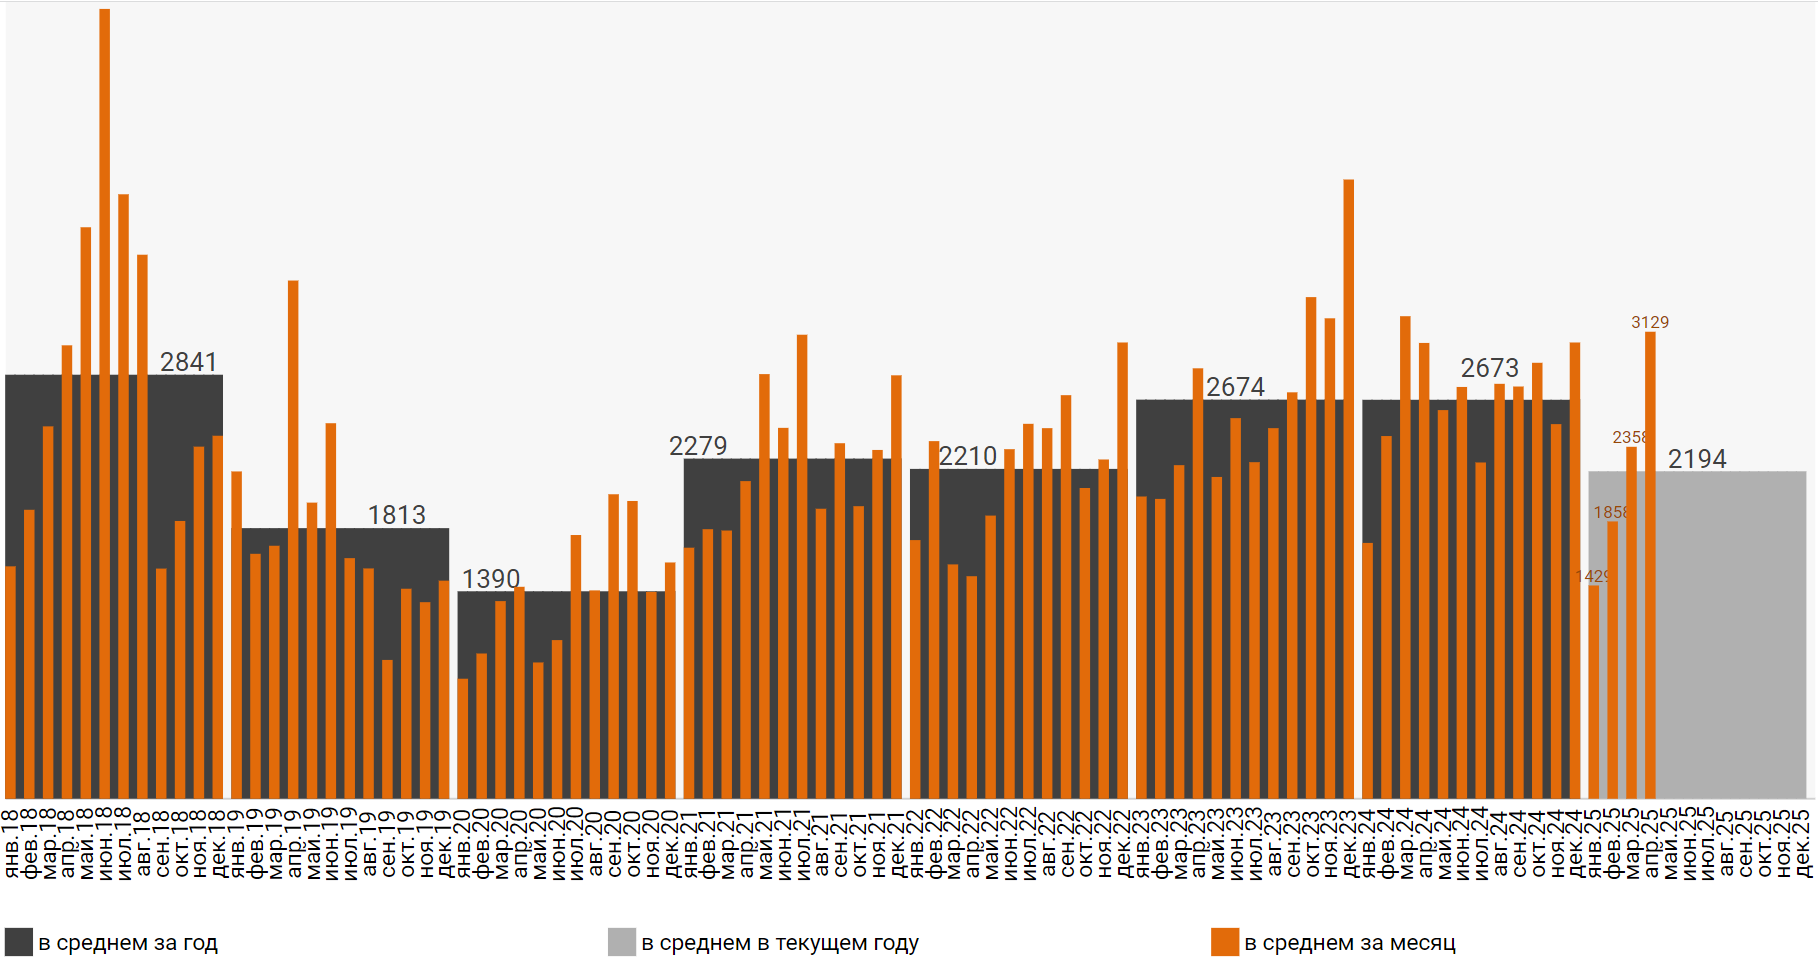 3129
2841
2674
2673
2279
2358
2210
2194
1813
1858
1390
1429
янв.18
фев.18
мар.18
апр.18
май.18
июн.18
июл.18
авг.18
сен.18
окт.18
ноя.18
дек.18
янв.19
фев.19
мар.19
апр.19
май.19
июн.19
июл.19
авг.19
сен.19
окт.19
ноя.19
дек.19
янв.20
фев.20
мар.20
апр.20
май.20
июн.20
июл.20
авг.20
сен.20
окт.20
ноя.20
дек.20
янв.21
фев.21
мар.21
апр.21
май.21
июн.21
июл.21
авг.21
сен.21
окт.21
ноя.21
дек.21
янв.22
фев.22
мар.22
апр.22
май.22
июн.22
июл.22
авг.22
сен.22
окт.22
ноя.22
дек.22
янв.23
фев.23
мар.23
апр.23
май.23
июн.23
июл.23
авг.23
сен.23
окт.23
ноя.23
дек.23
янв.24
фев.24
мар.24
апр.24
май.24
июн.24
июл.24
авг.24
сен.24
окт.24
ноя.24
дек.24
янв.25
фев.25
мар.25
апр.25
май.25
июн.25
июл.25
авг.25
сен.25
окт.25
ноя.25
дек.25
в среднем за год
в среднем в текущем году
в среднем за месяц